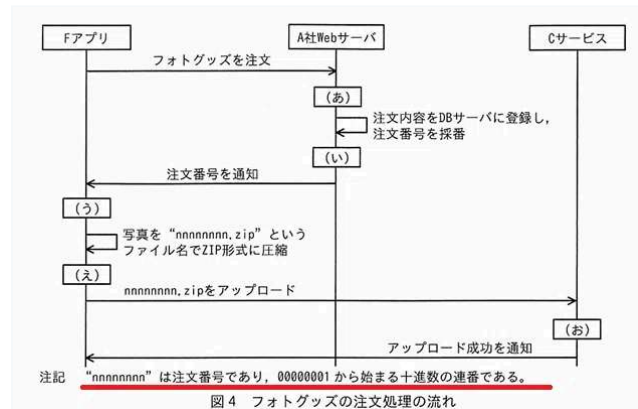 Fアプリ
A社Webサーバ
Cサービス
フォトグッズを注文
(あ)
注文内容をDBサーバに登録し,
注文番号を採番
(い)
注文番号を通知
(う)
写真を“nnnnnnnn.zip”という
ファイル名でZIP形式に圧縮
(え)
nnnnnnnn.zipをアップロード
(お)
アップロード成功を通知
注記 “nnnnnnnn”は注文番号であり,00000001から始まる十進数の連番である。
図4 フォトグッズの注文処理の流れ